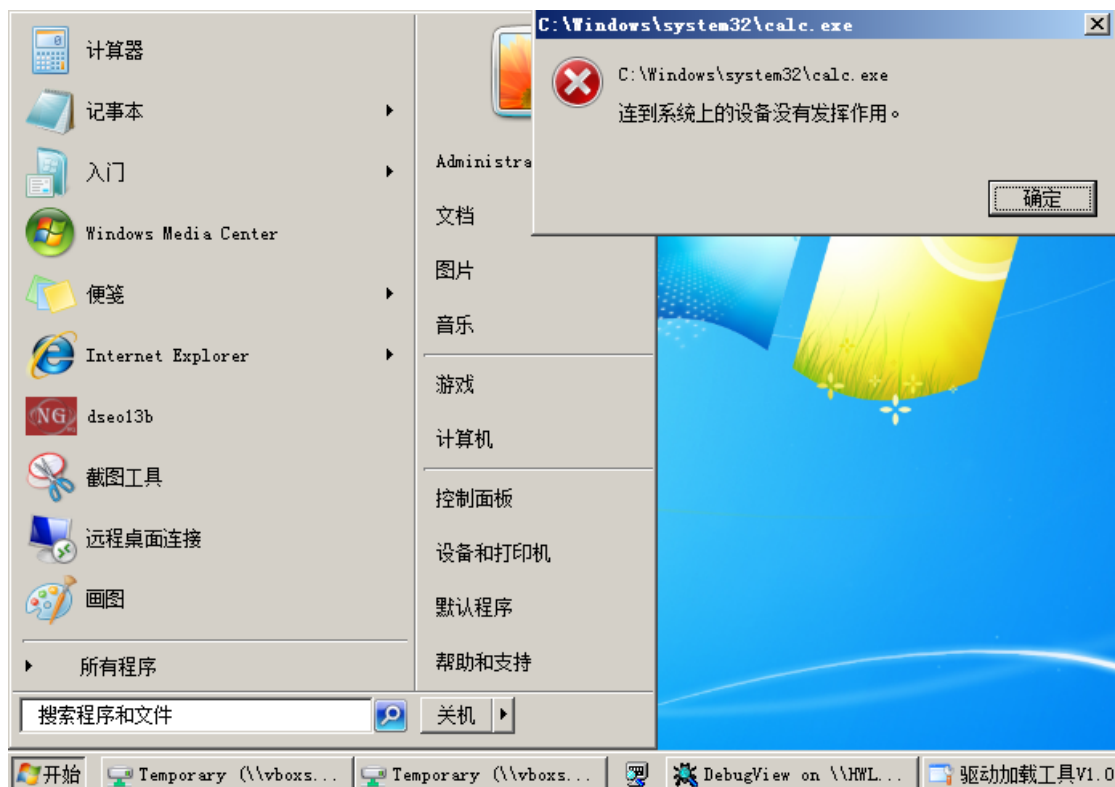 计算器
记事本
入门
Windows Media Center
便笺
Internet Explorer
NG
dseo13b
截图工具
远程桌面连接
画图
所有程序
搜索程序和文件
Administra
文档
图片
音乐
游戏
计算机
控制面板
设备和打印机
默认程序
帮助和支持
关机
C:\Windows\system32\calc.exe
C:\Windows\system32\calc.exe
连到系统上的设备没有发挥作用。
确定
开始
Temporary (\\vboxs...
Temporary (\\vboxs...
DebugView on \\HWL...
驱动加载工具V1.0